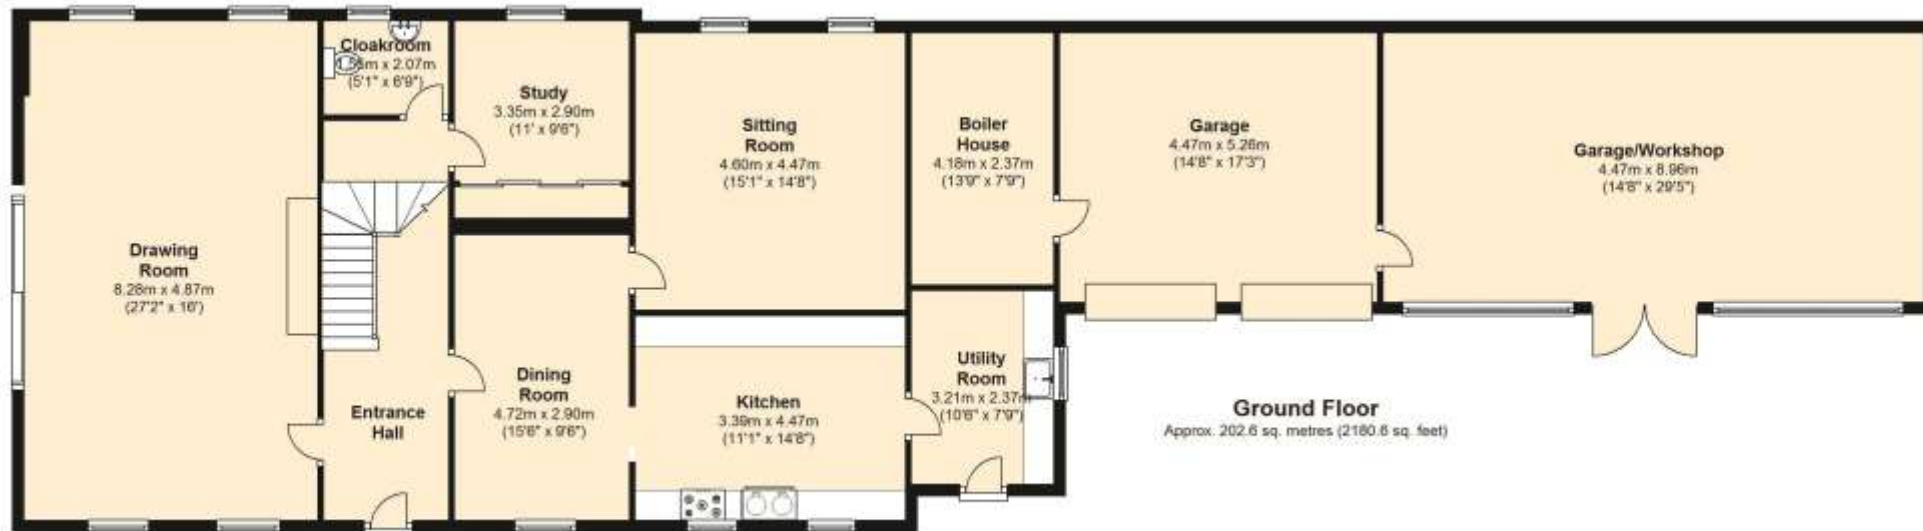 Cloakroom
1.55m x 2.07m
(5'1" x 6'9")
Study
3.35m x 2.90m
(11' x 9'6")
Sitting
Room
4.60m x 4.47m
(15'1" x 14'8")
Boiler
House
4.18m x 2.37m
(13'9" x 7'9")
Garage
4.47m x 5.26m
(14'8" x 17'3")
Garage/Workshop
4.47m x 8.96m
(14'8" x 29'5")
Drawing
Room
8.28m x 4.87m
(27'2" x 16')
Entrance
Hall
Dining
Room
4.72m x 2.90m
(15'6" x 9'6")
Kitchen
3.39m x 4.47m
(11'1" x 14'8")
Utility
Room
3.21m x 2.37m
(10'6" x 7'9")
Ground Floor
Approx. 202.6 sq. metres (2180.6 sq. feet)